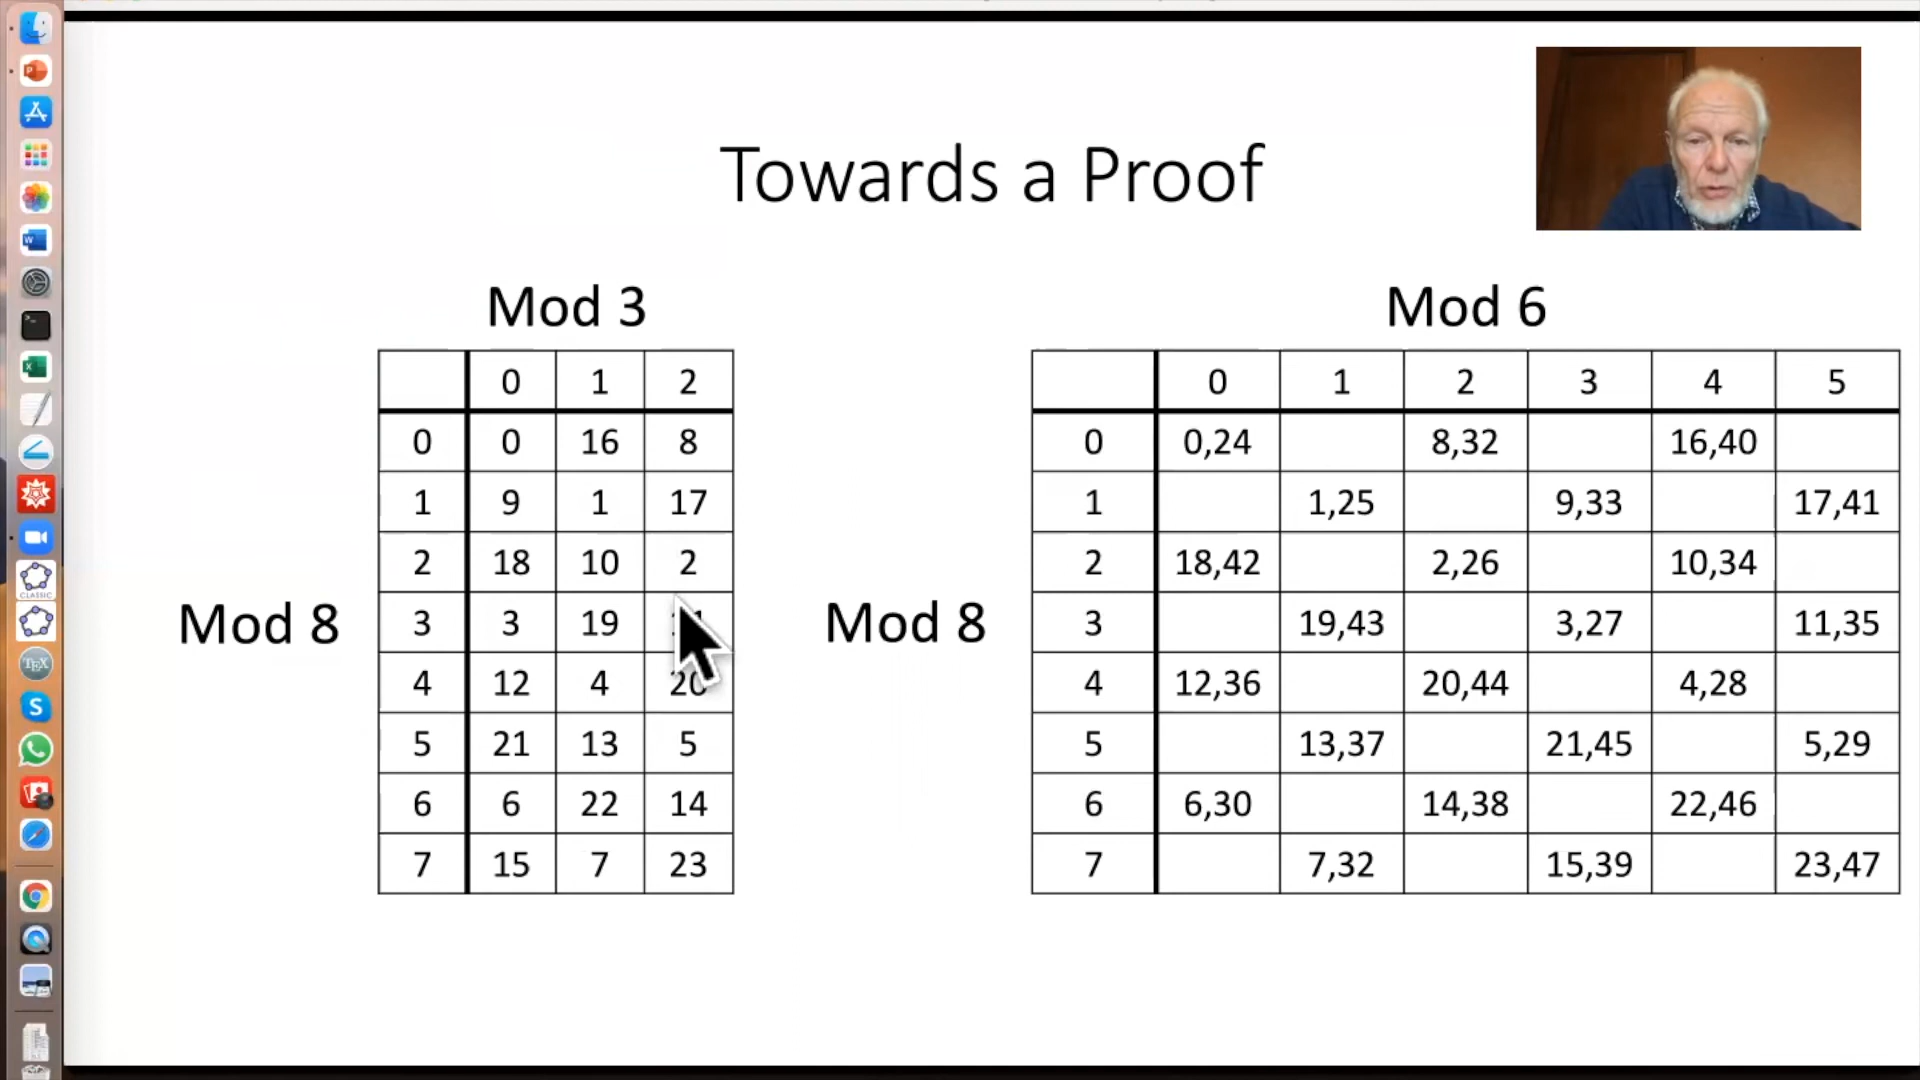 Towards a Proof
Mod 3
0 1 2
0 0 16 8
1 9 1 17
2 18 10 2
Mod 8 3 3 19
4 12 4 20
5 21 13 5
6 6 22 14
7 15 7 23
Mod 6
0 1 2 3 4 5
0 0,24 8,32 16,40
1 1,25 9,33 17,41
2 18,42 2,26 10,34
Mod 8 3 19,43 3,27 11,35
4 12,36 20,44 4,28
5 13,37 21,45 5,29
6 6,30 14,38 22,46
7 7,32 15,39 23,47
CLASSIC
TEX